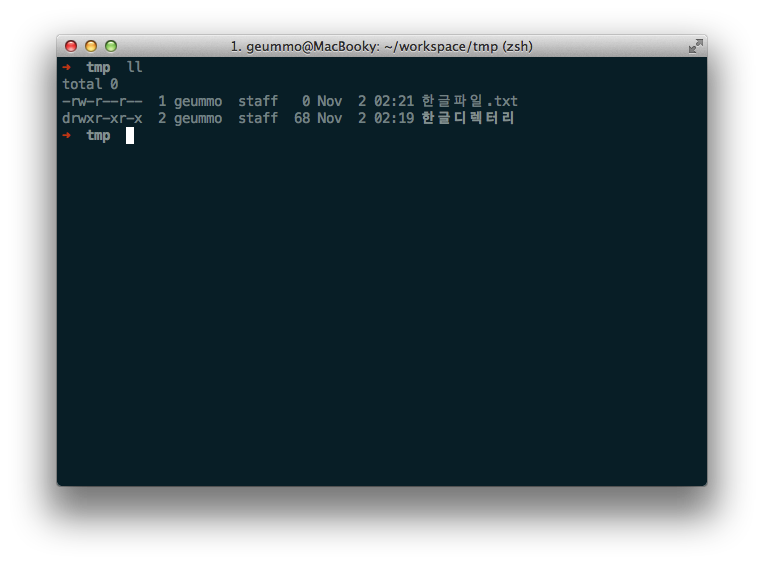 1. geummo@MacBooky: ~/workspace/tmp (zsh)
➜  tmp  ll
total 0
-rw-r--r--  1 geummo  staff   0 Nov  2 02:21 한글파일.txt
drwxr-xr-x  2 geummo  staff  68 Nov  2 02:19 한글디렉터리
➜  tmp